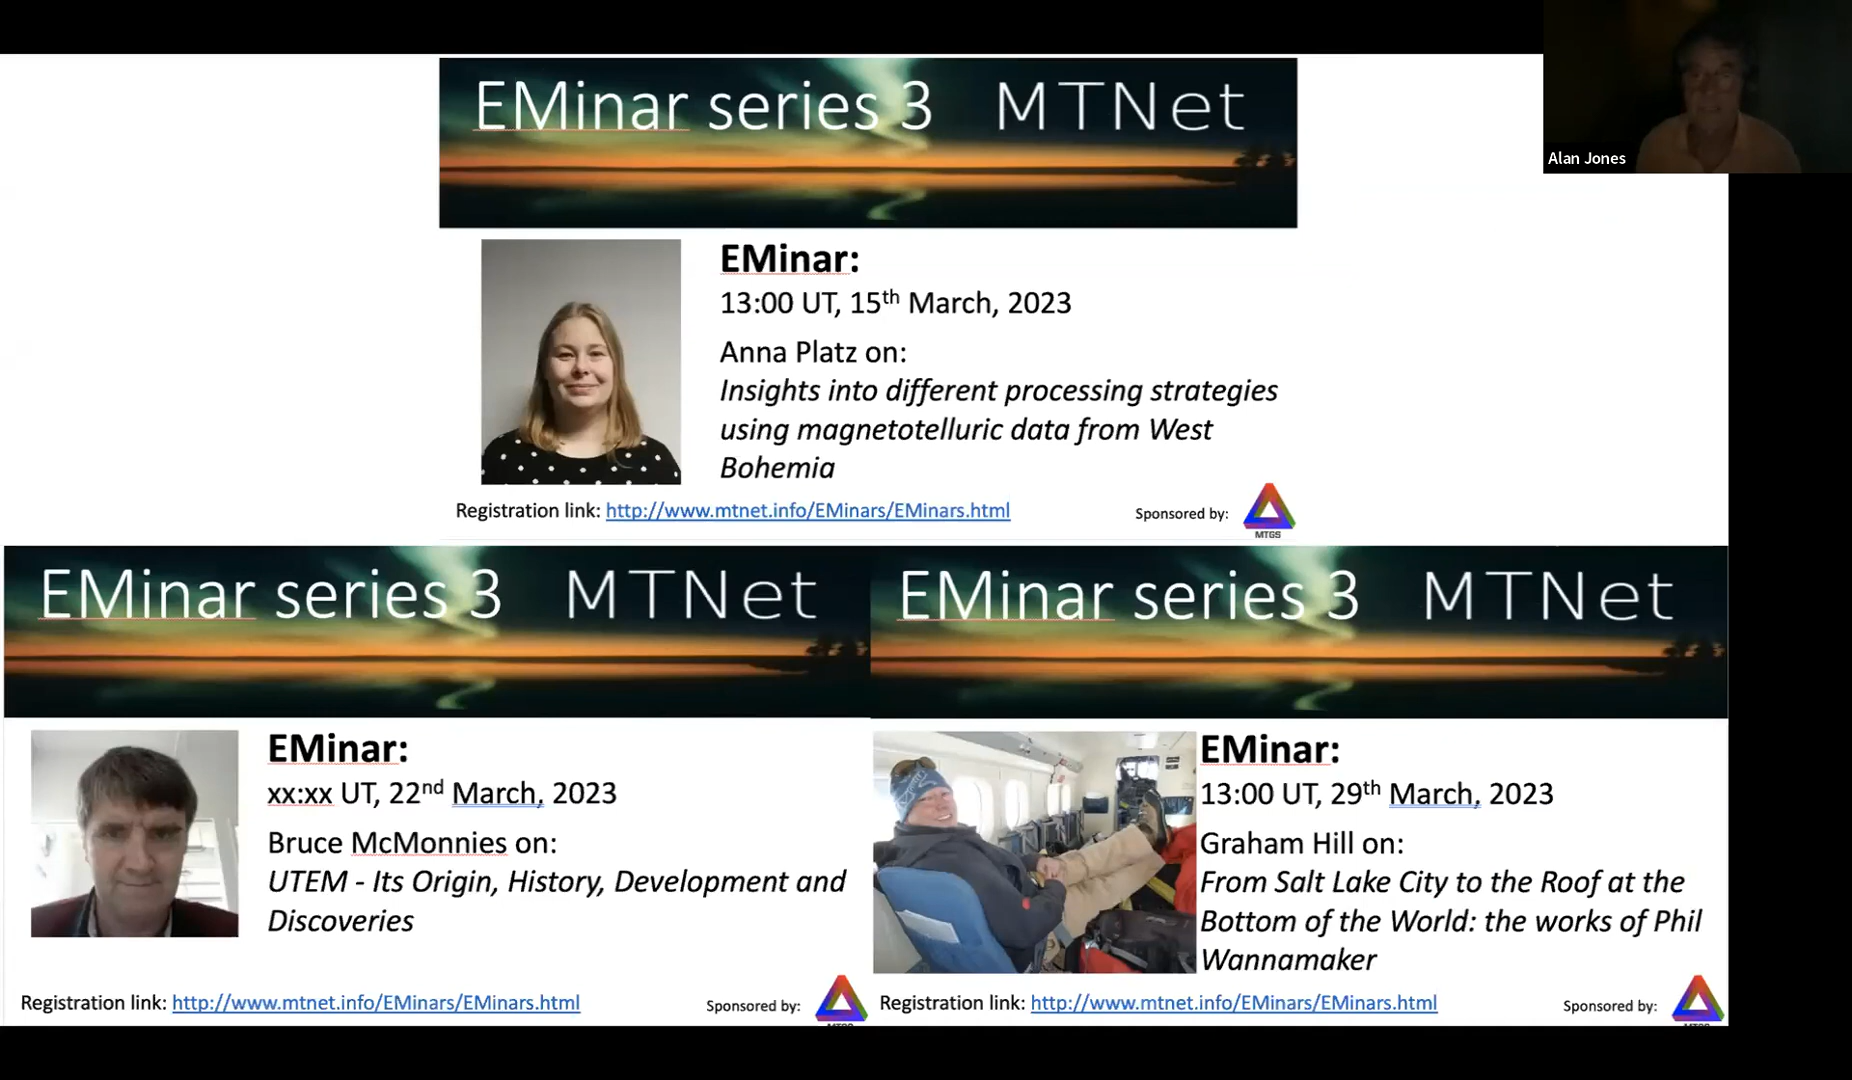 Alan Jones
EMinar series 3 MTNet
EMinar:
13:00 UT, 15th March, 2023
Anna Platz on:
Insights into different processing strategies
using magnetotelluric data from West
Bohemia
Registration link: http://www.mtnet.info/EMinars/EMinars.html
Sponsored by:
MTGS
EMinar series 3 MTNet
EMinar:
xx:xx UT, 22nd March, 2023
Bruce McMonnies on:
UTEM - Its Origin, History, Development and
Discoveries
Registration link: http://www.mtnet.info/EMinars/EMinars.html
Sponsored by:
EMinar series 3 MTNet
EMinar:
13:00 UT, 29th March, 2023
Graham Hill on:
From Salt Lake City to the Roof at the
Bottom of the World: the works of Phil
Wannamaker
Registration link: http://www.mtnet.info/EMinars/EMinars.html
Sponsored by: